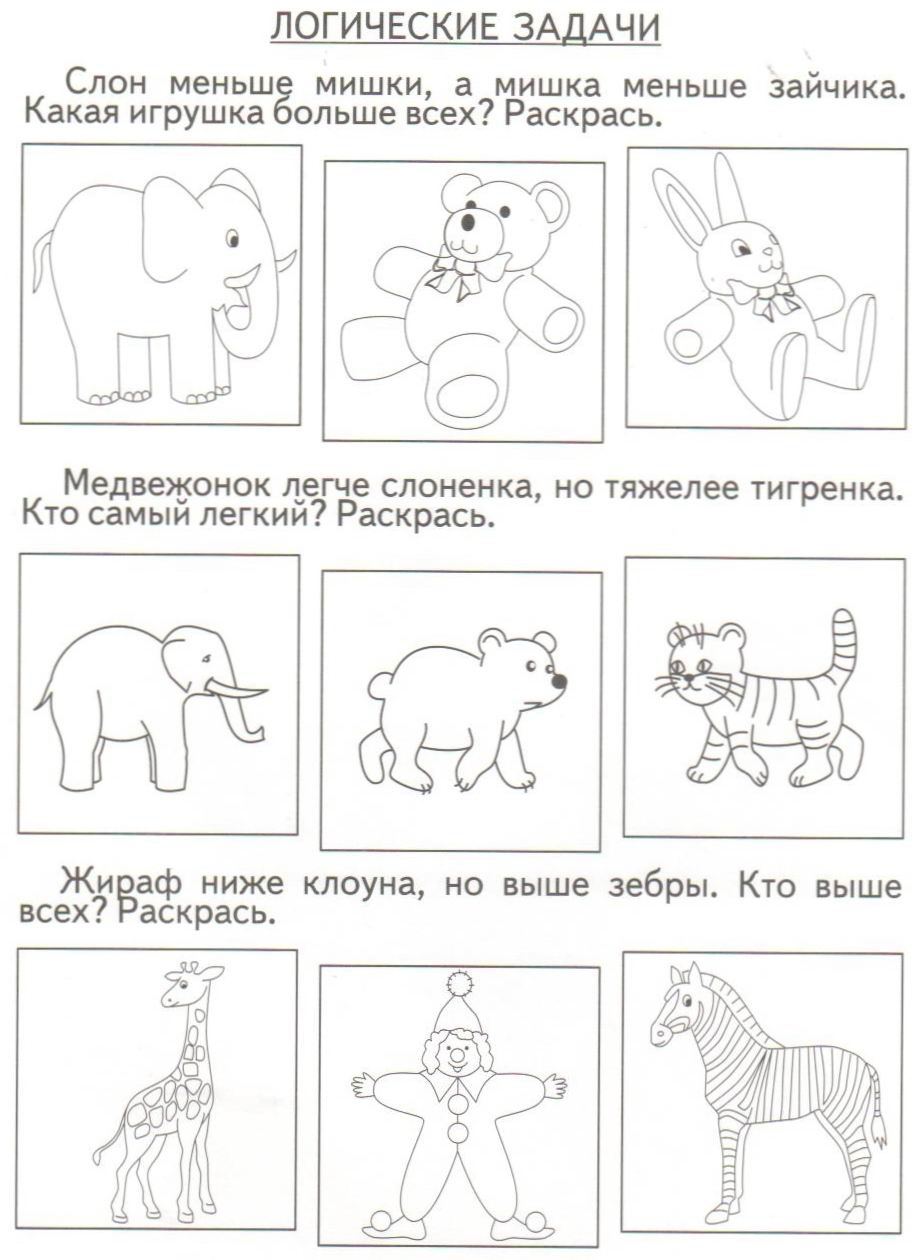 ЛОГИЧЕСКИЕ ЗАДАЧИ
Слон меньше мишки, а мишка меньше зайчика.
Какая игрушка больше всех? Раскрась.
Медвежонок легче слоненка, но тяжелее тигренка.
Кто самый легкий? Раскрась.
Жираф ниже клоуна, но выше зебры. Кто выше
всех? Раскрась.